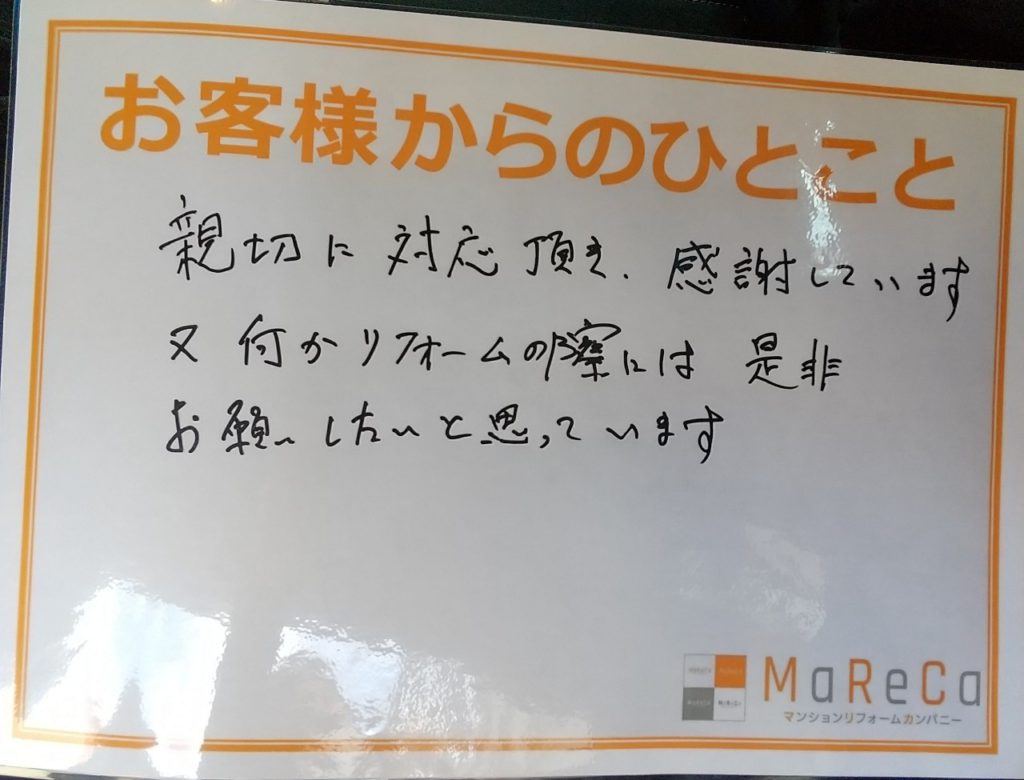 お客様からのひとこと
親切に対応頂き、感謝しています
又何かリフォームの際には是非
お願いしたいと思っています
MaReCa
マンションリフォームカンパニー